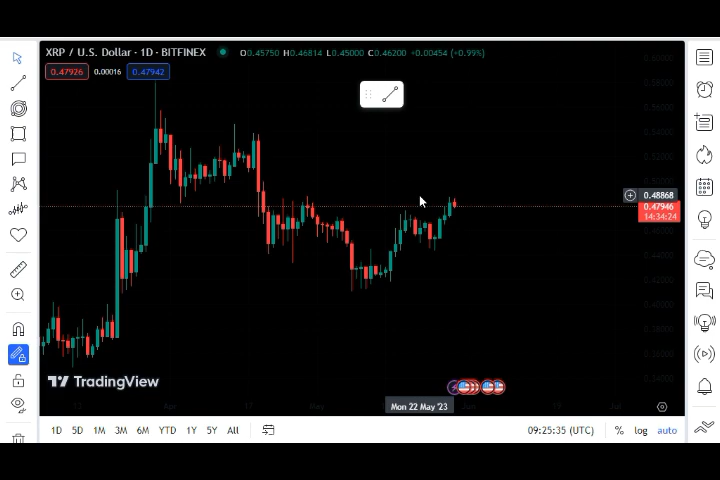 XRP / U.S. Dollar · 1D · BITFINEX O0.45750 H0.46814 L0.45000 C0.46200 +0.00454 (+0.99%)
0.47926 0.00016 0.47942
0.48868
0.47946
14:34:24
TradingView
Mon 22 May '23
1D 5D 1M 3M 6M YTD 1Y 5Y All 09:25:35 (UTC) % log auto